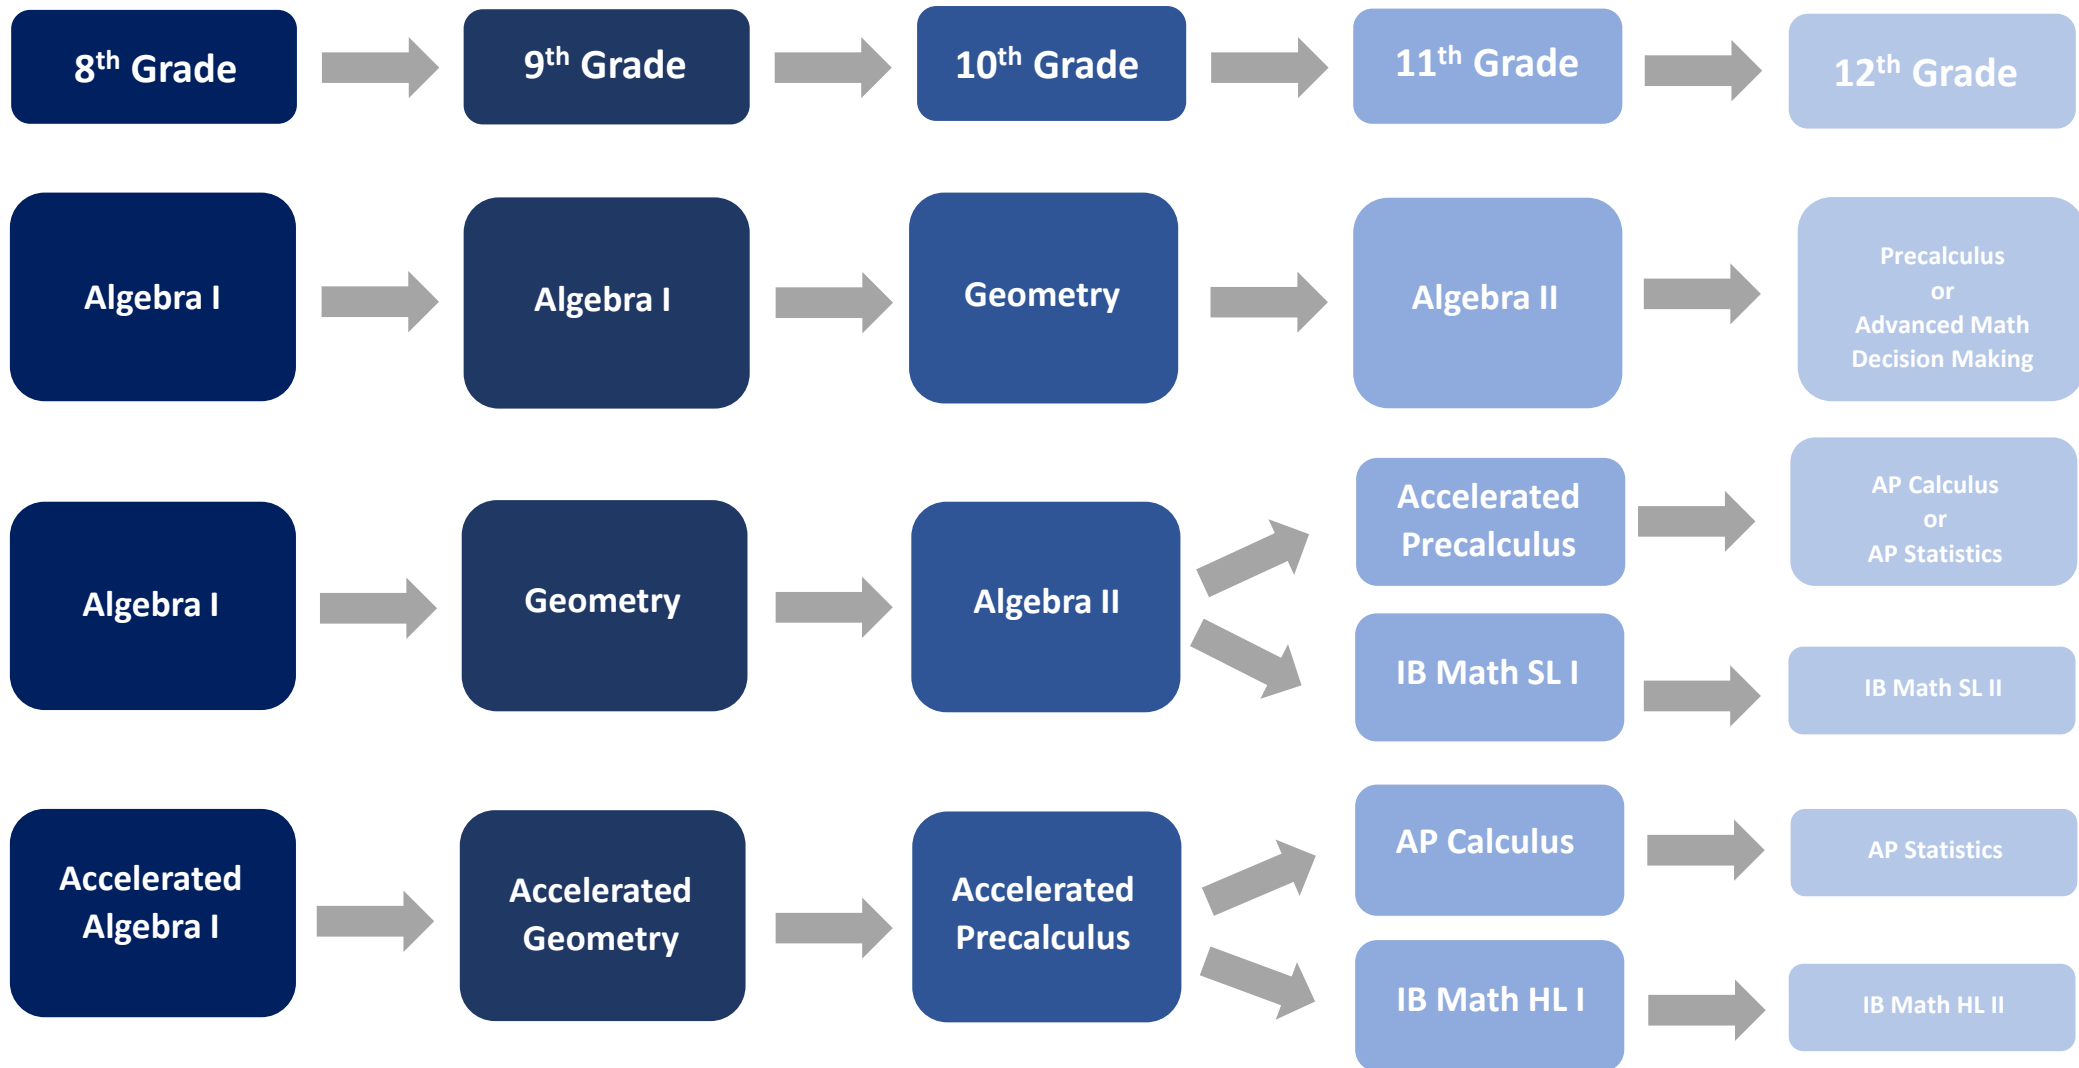 8th Grade
9th Grade
10th Grade
11th Grade
12th Grade
Algebra I
Algebra I
Geometry
Algebra II
Precalculus
or
Advanced Math
Decision Making
Algebra I
Geometry
Algebra II
Accelerated
Precalculus
AP Calculus
or
AP Statistics
IB Math SL I
IB Math SL II
Accelerated
Algebra I
Accelerated
Geometry
Accelerated
Precalculus
AP Calculus
AP Statistics
IB Math HL I
IB Math HL II